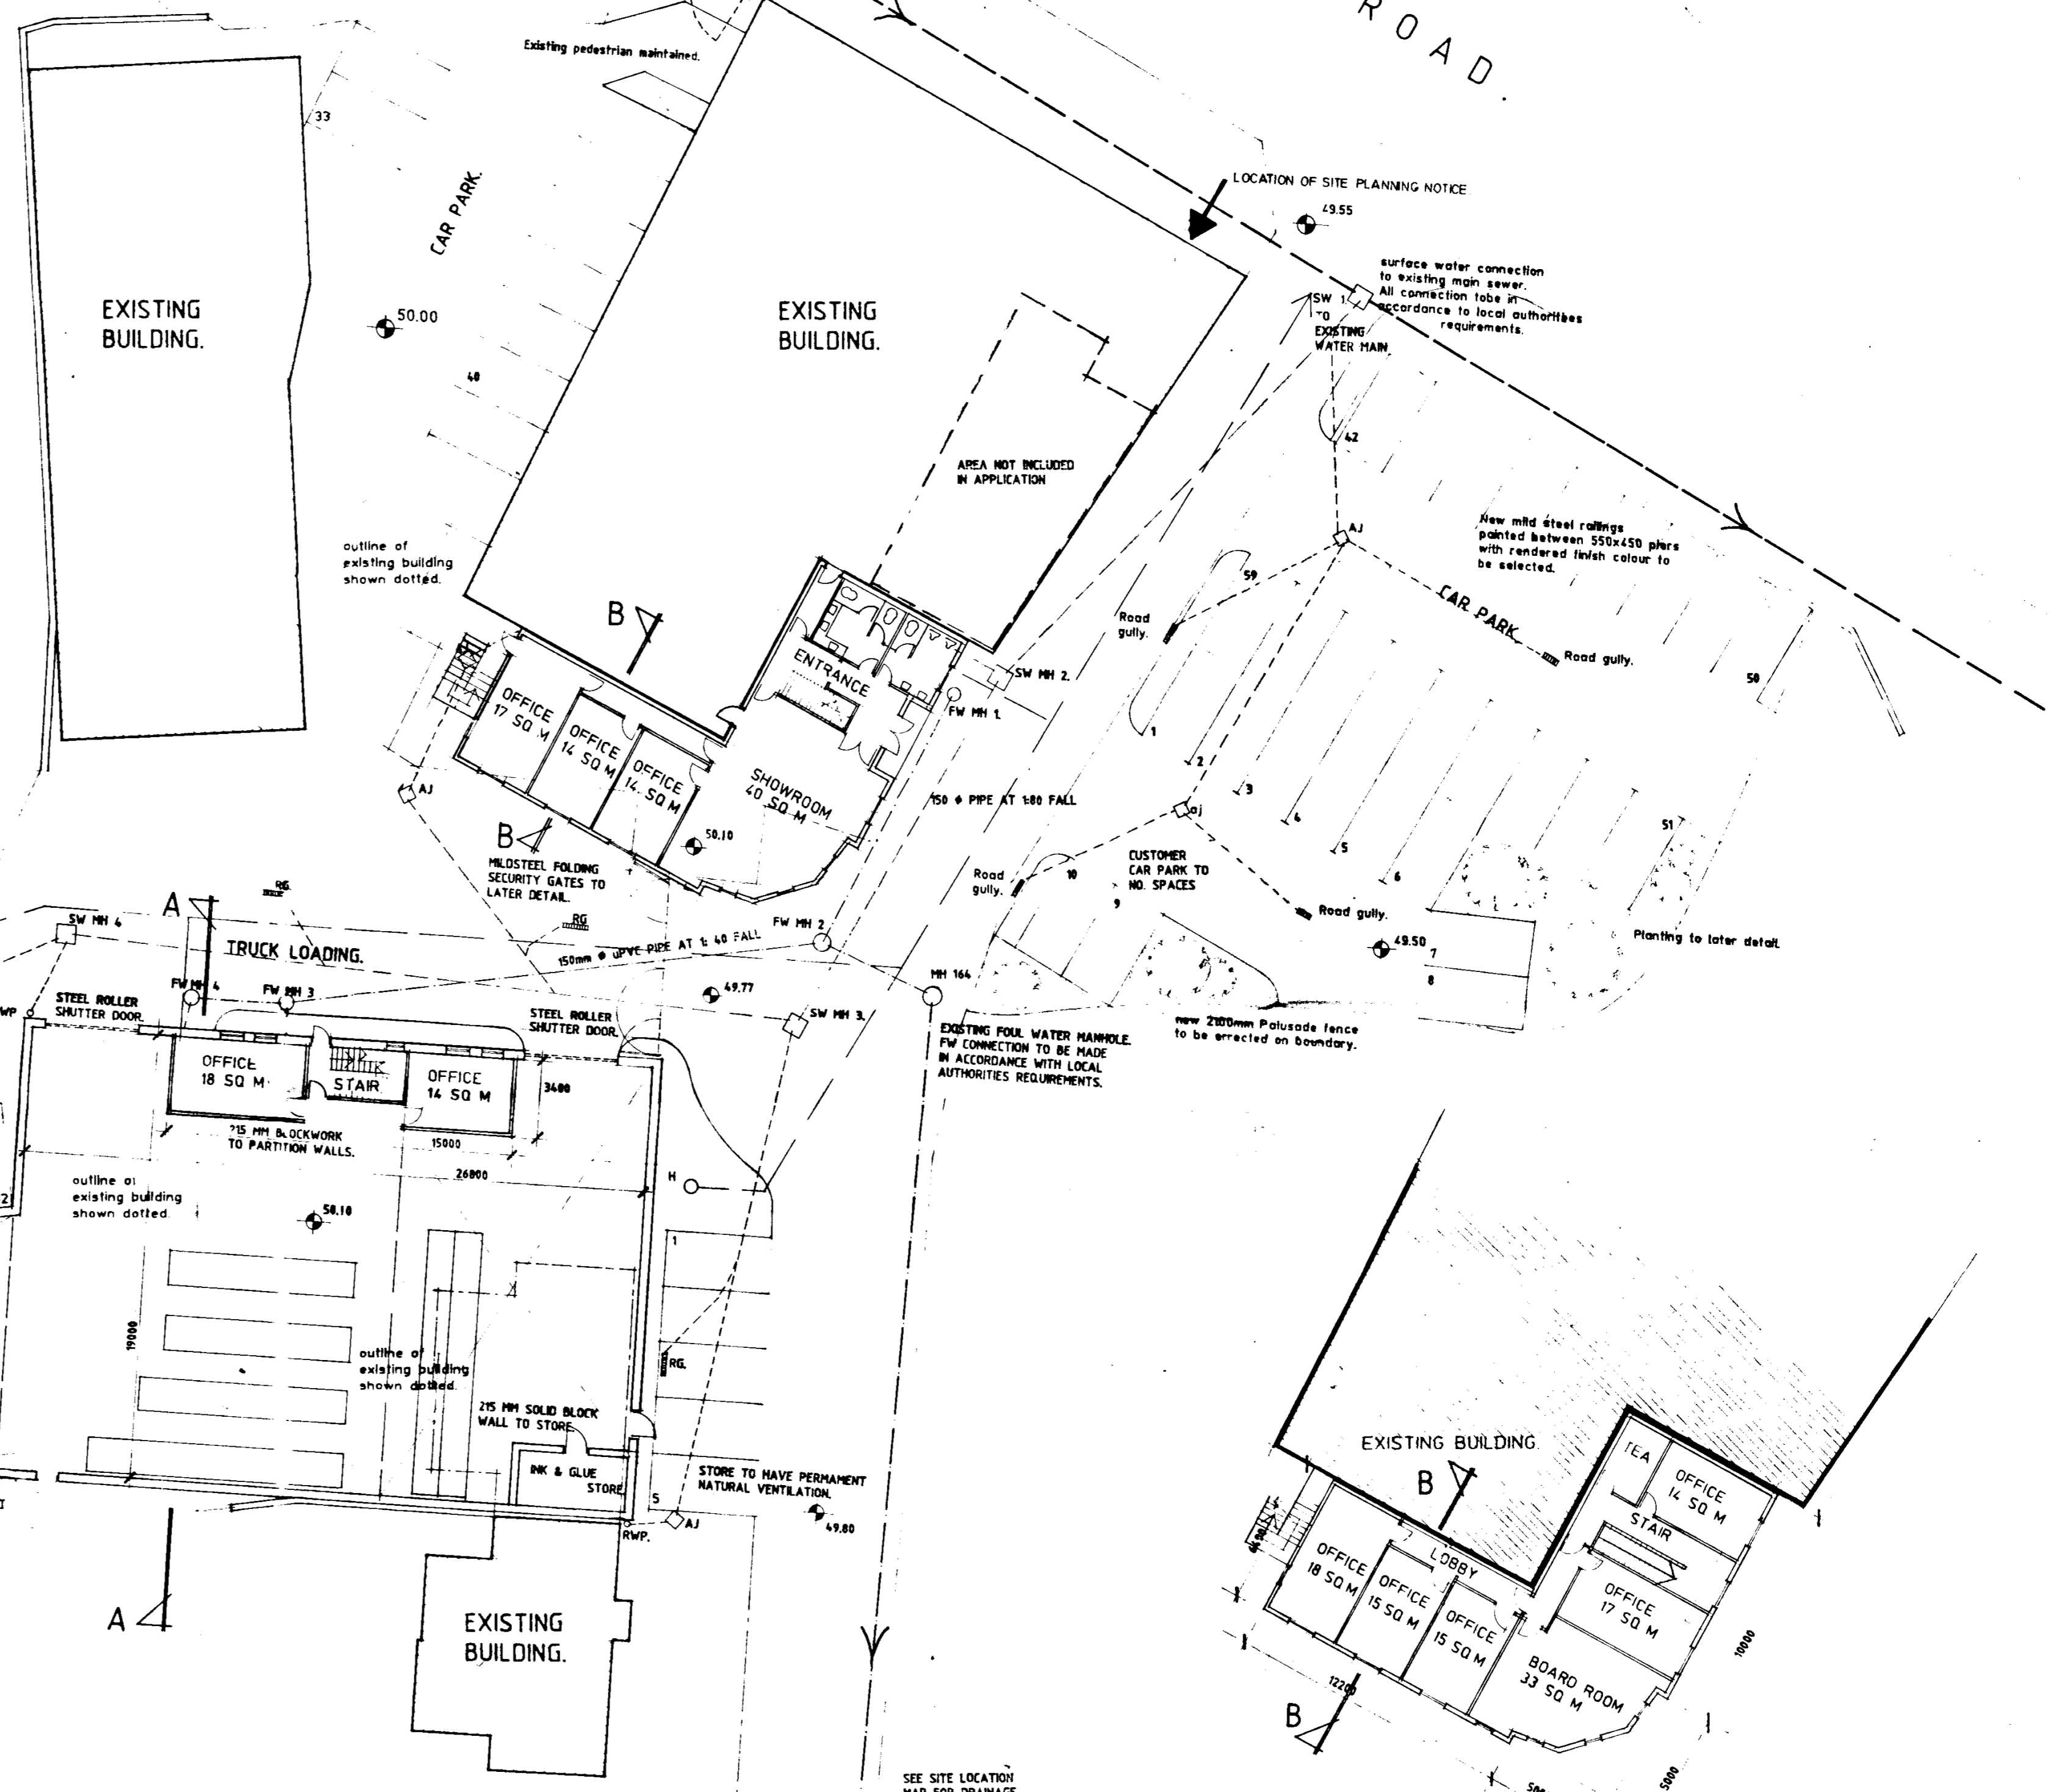 ROAD.
Existing pedestrian maintained.
33
CAR PARK.
LOCATION OF SITE PLANNING NOTICE
49.55
surface water connection
to existing main sewer.
All connection tobe in
accordance to local authorities
requirements.
SW 1.
TO
EXISTING
WATER MAIN
EXISTING
BUILDING.
50.00
EXISTING
BUILDING.
40
42
AREA NOT INCLUDED
IN APPLICATION
AJ
New mild steel railings
painted between 550x450 piers
with rendered finish colour to
be selected.
outline of
existing building
shown dotted.
59
CAR PARK
Road
gully.
Road gully.
50
B
ENTRANCE
SW MH 2.
FW MH 1.
OFFICE
17 SQ M
OFFICE
14 SQ M
OFFICE
14 SQ M
SHOWROOM
40 SQ M
1
2
3
4
5
6
AJ
150 ϕ PIPE AT 1:80 FALL
aj
51
50.10
B
MILDSTEEL FOLDING
SECURITY GATES TO
LATER DETAIL.
CUSTOMER
CAR PARK TO
NO. SPACES
Road
gully.
10
9
Road gully.
49.50
7
8
Planting to later detail.
RG.
A
SW MH 4
TRUCK LOADING.
RG
FW MH 2
150mm ϕ uPVC PIPE AT 1: 40 FALL
MH 164
FW MH 4
FW MH 3
49.77
STEEL ROLLER
SHUTTER DOOR.
STEEL ROLLER
SHUTTER DOOR.
SW MH 3.
EXISTING FOUL WATER MANHOLE.
FW CONNECTION TO BE MADE
IN ACCORDANCE WITH LOCAL
AUTHORITIES REQUIREMENTS.
new 2100mm Palusade fence
to be errected on boundary.
OFFICE
18 SQ M
STAIR
OFFICE
14 SQ M
3400
215 MM BLOCKWORK
TO PARTITION WALLS.
15000
26800
H
outline of
existing building
shown dotted.
50.10
1
19000
outline of
existing building
shown dotted.
RG.
215 MM SOLID BLOCK
WALL TO STORE
INK & GLUE
STORE
STORE TO HAVE PERMAMENT
NATURAL VENTILATION.
5
49.80
RWP.
AJ
A
EXISTING
BUILDING.
EXISTING BUILDING.
B
TEA
OFFICE
14 SQ M
STAIR
LOBBY
OFFICE
18 SQ M
OFFICE
15 SQ M
OFFICE
15 SQ M
OFFICE
17 SQ M
BOARD ROOM
33 SQ M
10000
B
5000
SEE SITE LOCATION
MAP FOR DRAINAGE